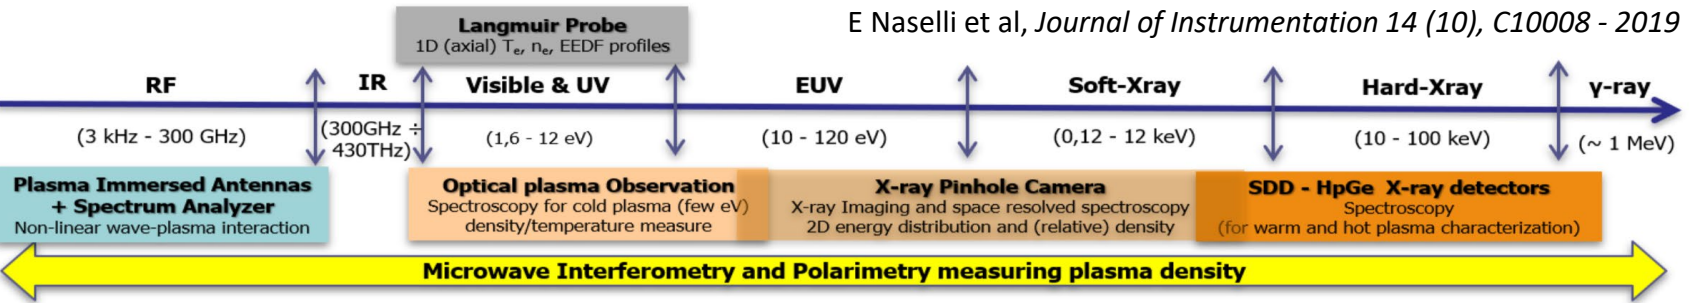 E Naselli et al, Journal of Instrumentation 14 (10), C10008 - 2019
Langmuir Probe
1D (axial) Te, ne, EEDF profiles
RF
IR
Visible & UV
EUV
Soft-Xray
Hard-Xray
γ-ray
(3 kHz - 300 GHz)
(300GHz ÷
430THz)
(1,6 - 12 eV)
(10 - 120 eV)
(0,12 - 12 keV)
(10 - 100 keV)
(~ 1 MeV)
Plasma Immersed Antennas
+ Spectrum Analyzer
Non-linear wave-plasma interaction
Optical plasma Observation
Spectroscopy for cold plasma (few eV)
density/temperature measure
X-ray Pinhole Camera
X-ray Imaging and space resolved spectroscopy
2D energy distribution and (relative) density
SDD - HpGe X-ray detectors
Spectroscopy
(for warm and hot plasma characterization)
Microwave Interferometry and Polarimetry measuring plasma density